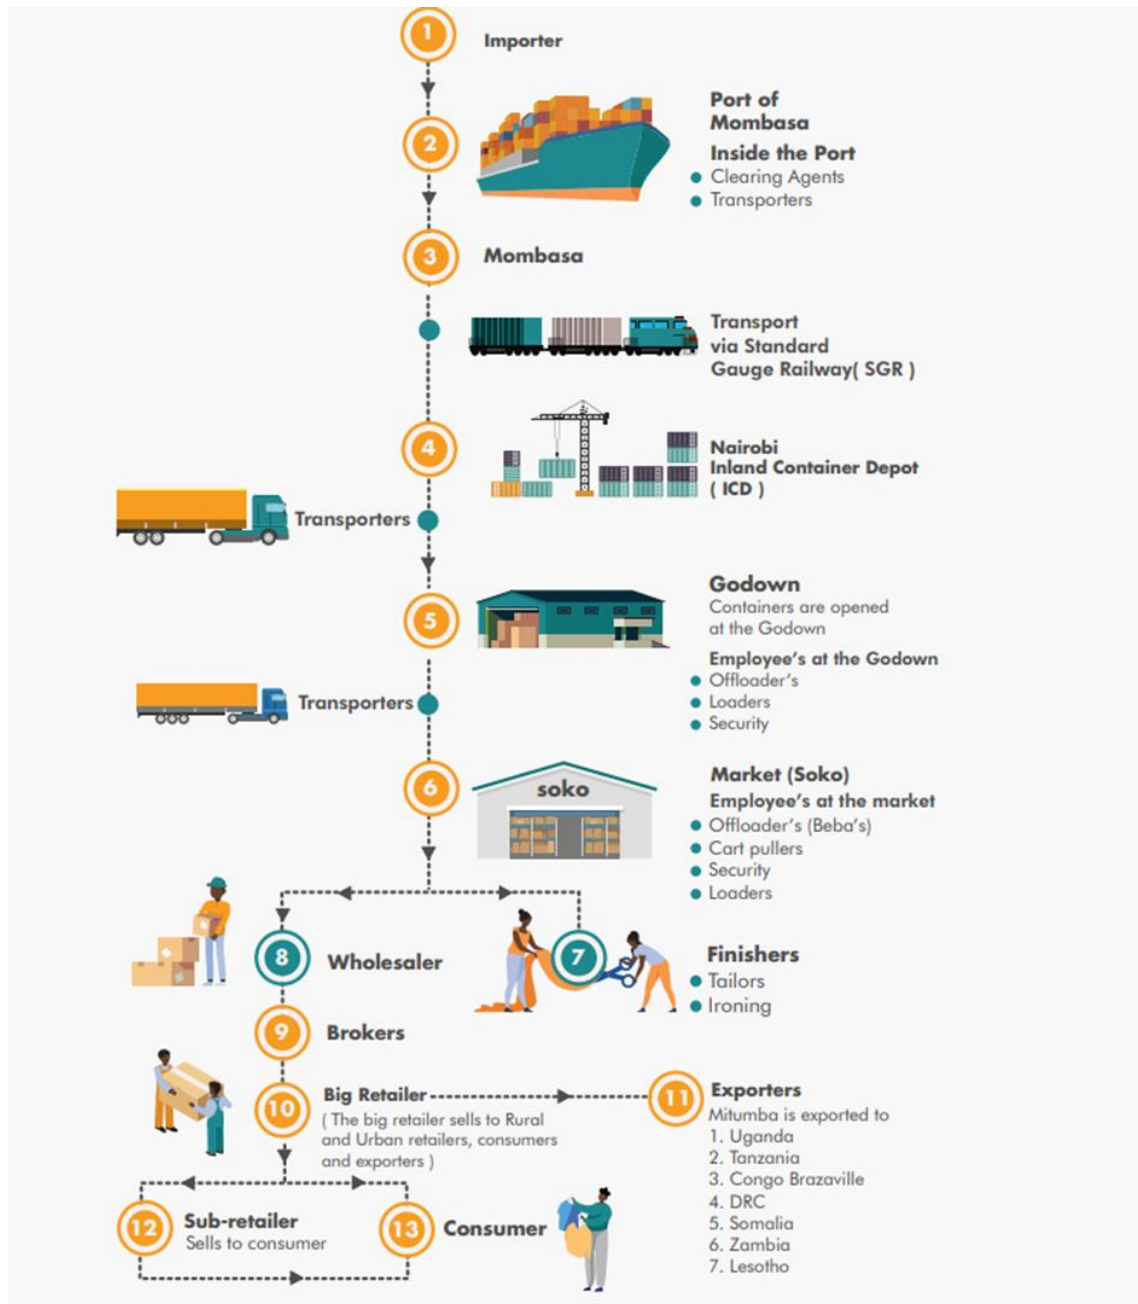 1
Importer
2
Port of
Mombasa
Inside the Port
Clearing Agents
Transporters
3
Mombasa
Transport
via Standard
Gauge Railway( SGR )
4
Nairobi
Inland Container Depot
( ICD )
Transporters
5
Godown
Containers are opened
at the Godown
Employee's at the Godown
Offloader's
Loaders
Security
Transporters
6
soko
Market (Soko)
Employee's at the market
Offloader's (Beba's)
Cart pullers
Security
Loaders
8
Wholesaler
7
Finishers
Tailors
Ironing
9
Brokers
10
Big Retailer
( The big retailer sells to Rural
and Urban retailers, consumers
and exporters )
11
Exporters
Mitumba is exported to
1. Uganda
2. Tanzania
3. Congo Brazaville
4. DRC
5. Somalia
6. Zambia
7. Lesotho
12
Sub-retailer
Sells to consumer
13
Consumer